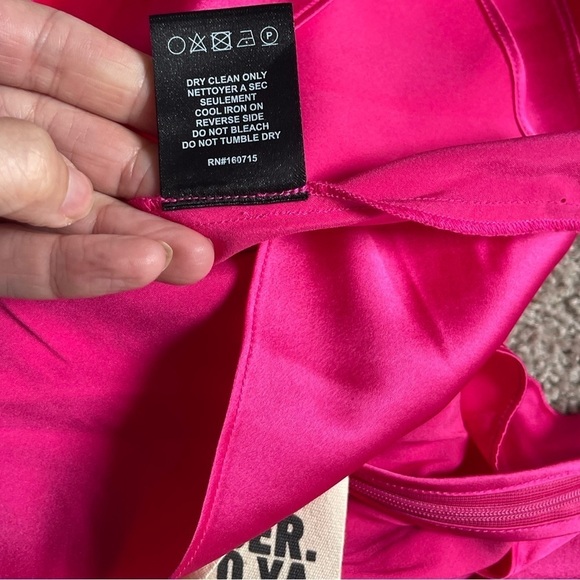 P
DRY CLEAN ONLY
NETTOYER A SEC
SEULEMENT
COOL IRON ON
REVERSE SIDE
DO NOT BLEACH
DO NOT TUMBLE DRY
RN#160715
ER.